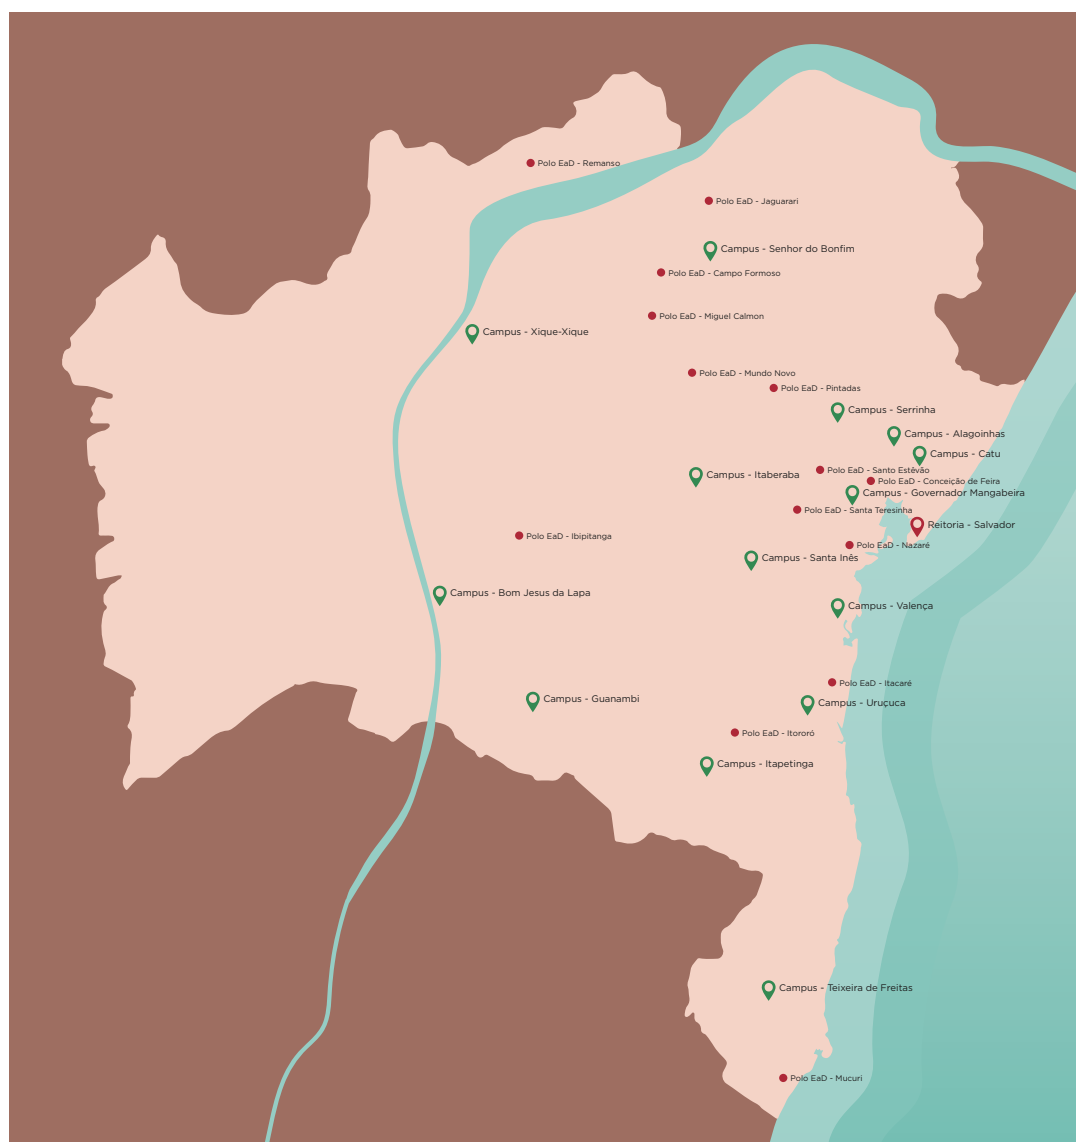 Polo EaD - Remanso
Polo EaD - Jaguarari
Campus - Senhor do Bonfim
Polo EaD - Campo Formoso
Polo EaD - Miguel Calmon
Campus - Xique-Xique
Polo EaD - Mundo Novo
Polo EaD - Pintadas
Campus - Serrinha
Campus - Alagoinhas
Campus - Catu
Polo EaD - Santo Estêvão
Campus - Itaberaba
Polo EaD - Conceição de Feira
Campus - Governador Mangabeira
Polo EaD - Santa Teresinha
Reitoria - Salvador
Polo EaD - Ibipitanga
Polo EaD - Nazaré
Campus - Santa Inês
Campus - Bom Jesus da Lapa
Campus - Valença
Polo EaD - Itacaré
Campus - Guanambi
Campus - Uruçuca
Polo EaD - Itororó
Campus - Itapetinga
Campus - Teixeira de Freitas
Polo EaD - Mucuri